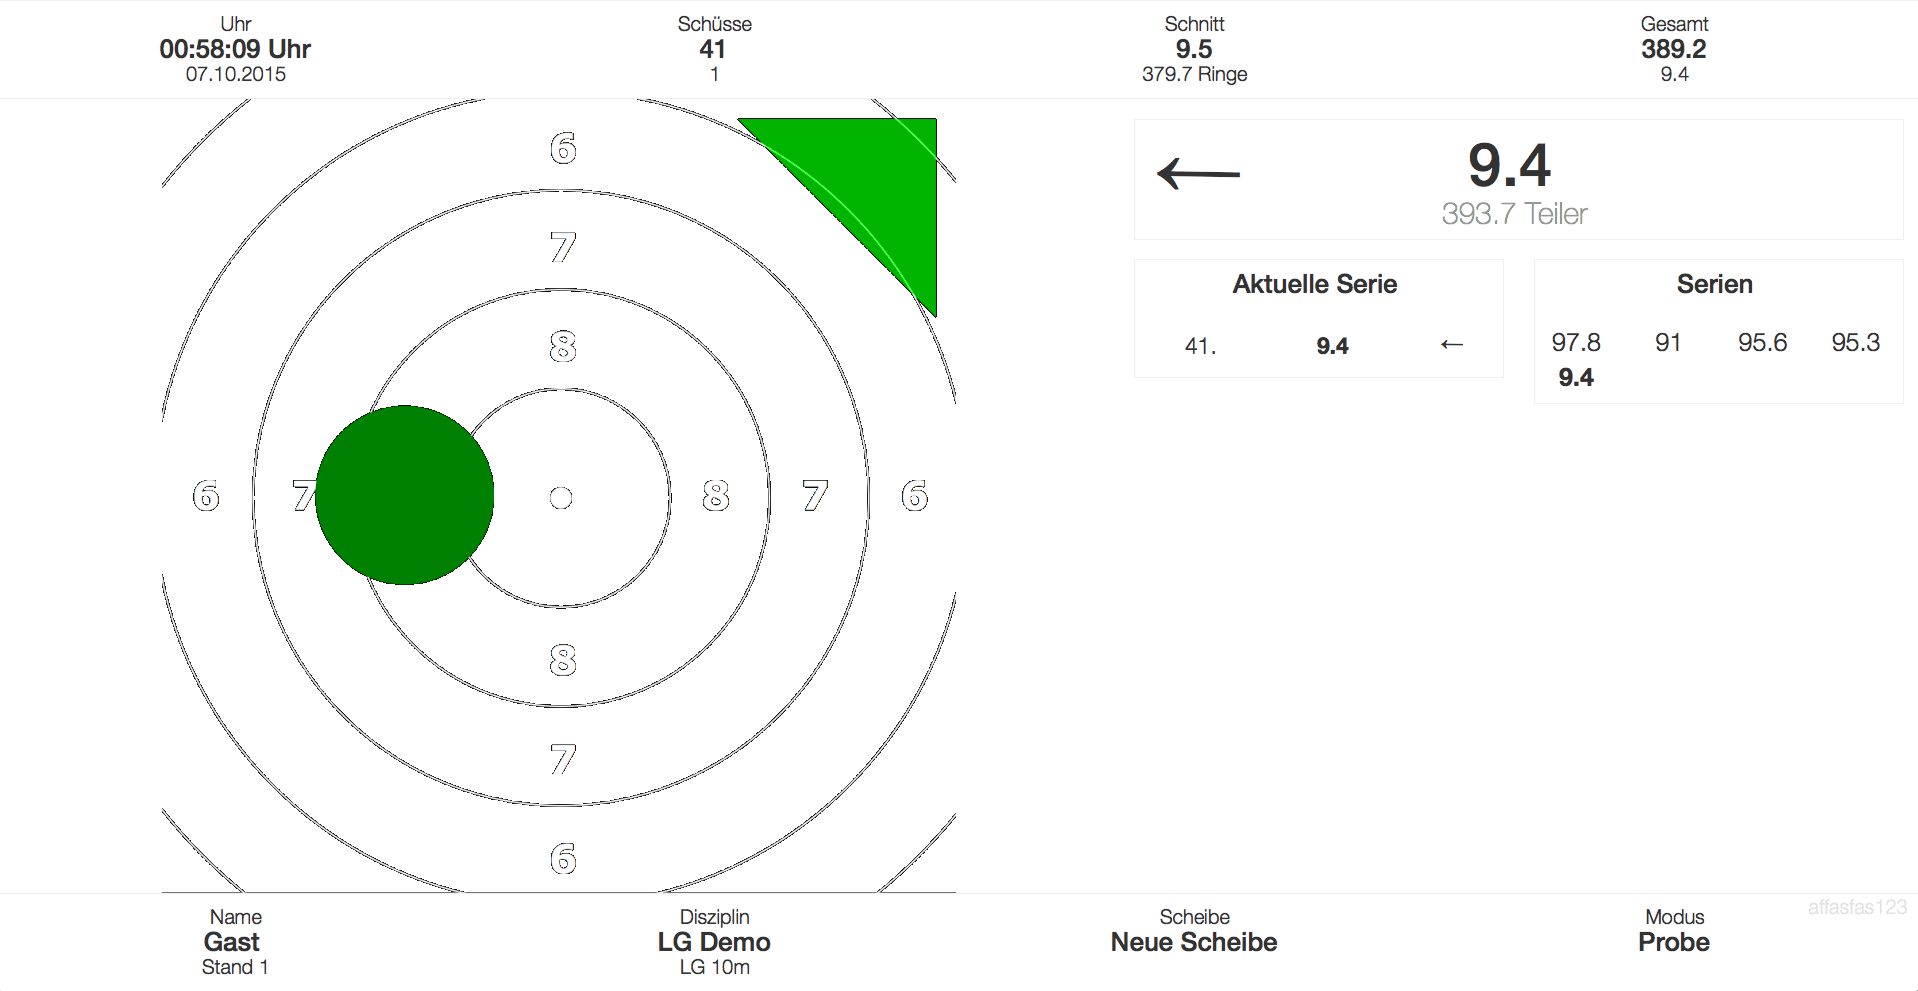 Uhr
00:58:09 Uhr
07.10.2015
Schüsse
41
1
Schnitt
9.5
379.7 Ringe
Gesamt
389.2
9.4
6
7
8
6 7 8 7 6
8
7
6
← 9.4
393.7 Teiler
Aktuelle Serie
41. 9.4 ←
Serien
97.8 91 95.6 95.3
9.4
Name
Gast
Stand 1
Disziplin
LG Demo
LG 10m
Scheibe
Neue Scheibe
Modus
Probe
affasfas123